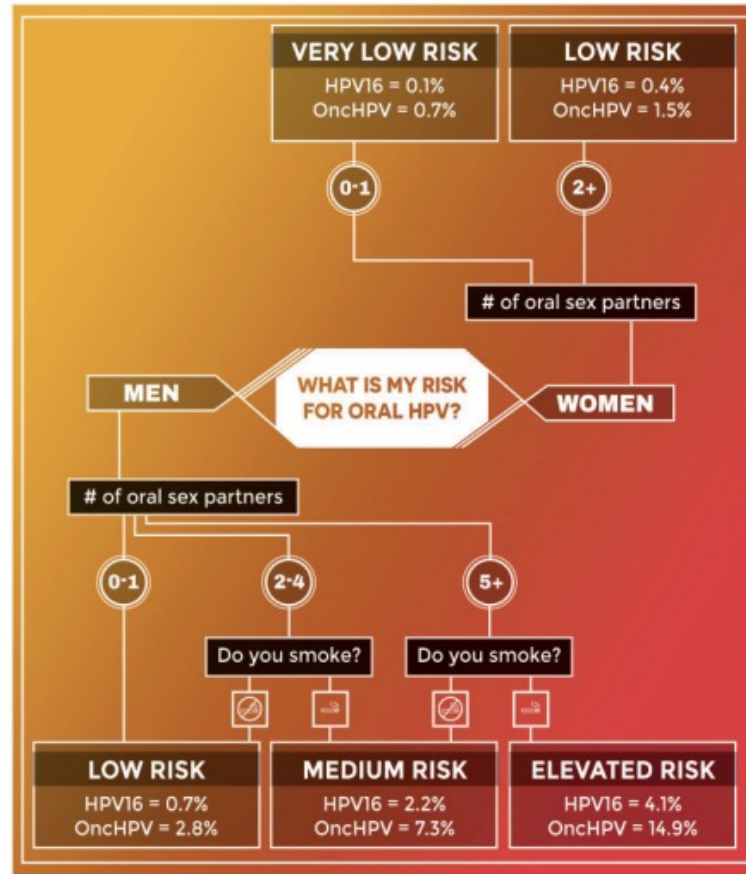 VERY LOW RISK
HPV16 = 0.1%
OncHPV = 0.7%
LOW RISK
HPV16 = 0.4%
OncHPV = 1.5%
0-1
2+
# of oral sex partners
MEN
WHAT IS MY RISK
FOR ORAL HPV?
WOMEN
# of oral sex partners
0-1
2-4
5+
Do you smoke?
Do you smoke?
LOW RISK
HPV16 = 0.7%
OncHPV = 2.8%
MEDIUM RISK
HPV16 = 2.2%
OncHPV = 7.3%
ELEVATED RISK
HPV16 = 4.1%
OncHPV = 14.9%